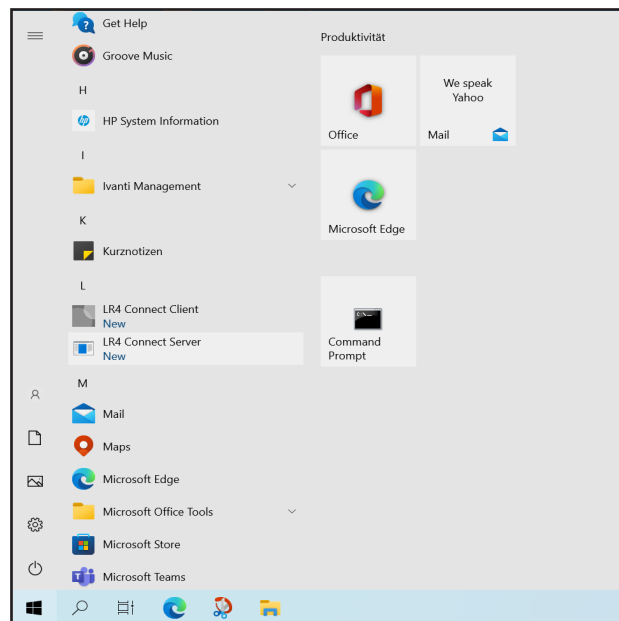 Get Help
Groove Music
H
HP System Information
I
Ivanti Management
K
Kurznotizen
L
LR4 Connect Client
New
LR4 Connect Server
New
M
Mail
Maps
Microsoft Edge
Microsoft Office Tools
Microsoft Store
Microsoft Teams
Produktivität
Office
We speak
Yahoo
Mail
Microsoft Edge
Command
Prompt